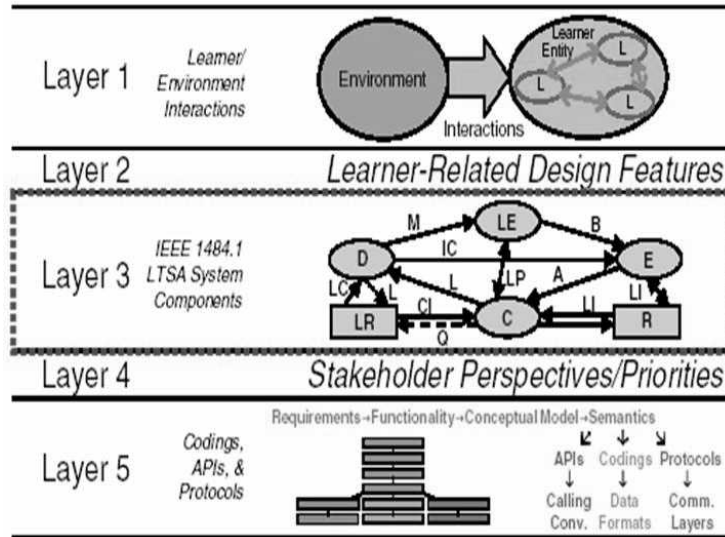 Layer 1
Learner/
Environment
Interactions
Environment
Interactions
Learner
Entity
L
L
L
Layer 2
Learner-Related Design Features
Layer 3
IEEE 1484.1
LTSA System
Components
M
LE
B
D
IC
E
LC
L
L
LP
A
LI
LI
LR
CI
C
R
Q
Layer 4
Stakeholder Perspectives/Priorities
Layer 5
Codings,
APIs, &
Protocols
Requirements→Functionality→Conceptual Model→Semantics
APIs Codings Protocols
Calling Data Comm.
Conv. Formats Layers